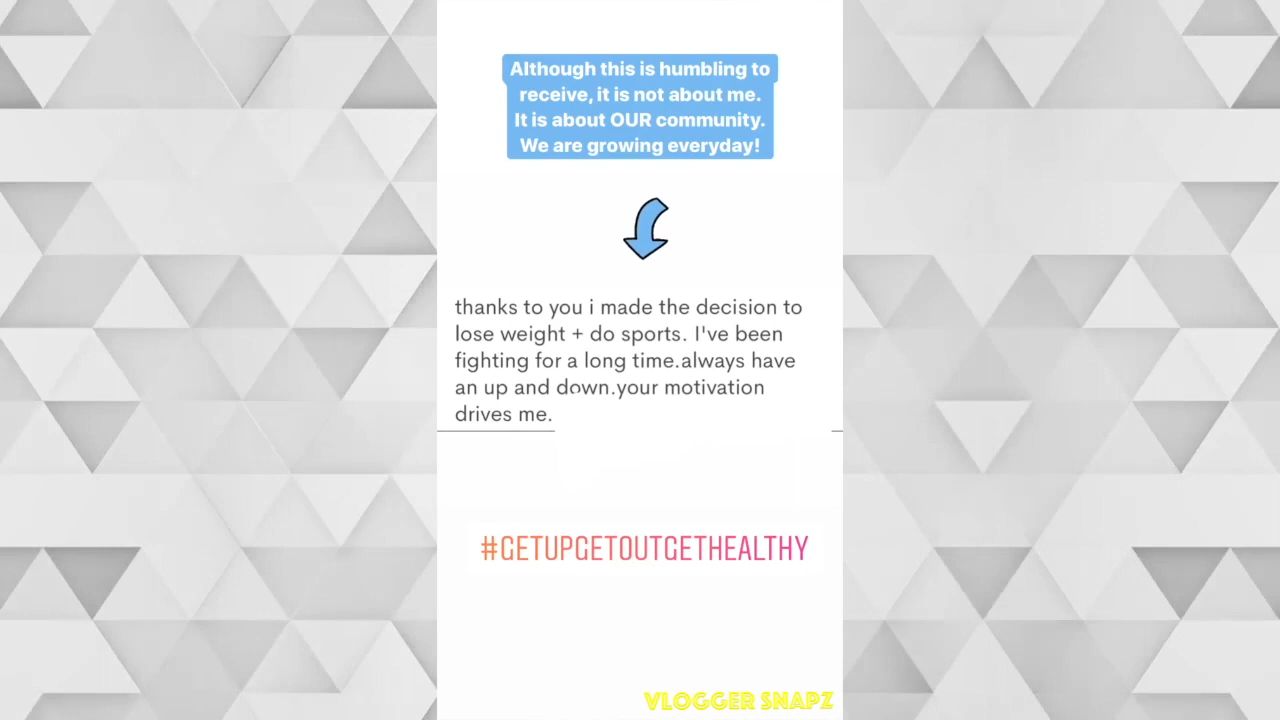 Although this is humbling to
receive, it is not about me.
It is about OUR community.
We are growing everyday!
thanks to you i made the decision to
lose weight + do sports. I've been
fighting for a long time.always have
an up and down.your motivation
drives me.
#GETUPGETOUTGETHEALTHY
VLOGGER SNAPZ